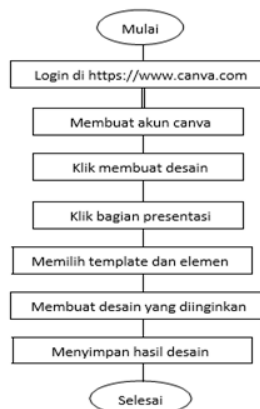 Mulai
Login di https://www.canva.com
Membuat akun canva
Klik membuat desain
Klik bagian presentasi
Memilih template dan elemen
Membuat desain yang diinginkan
Menyimpan hasil desain
Selesai